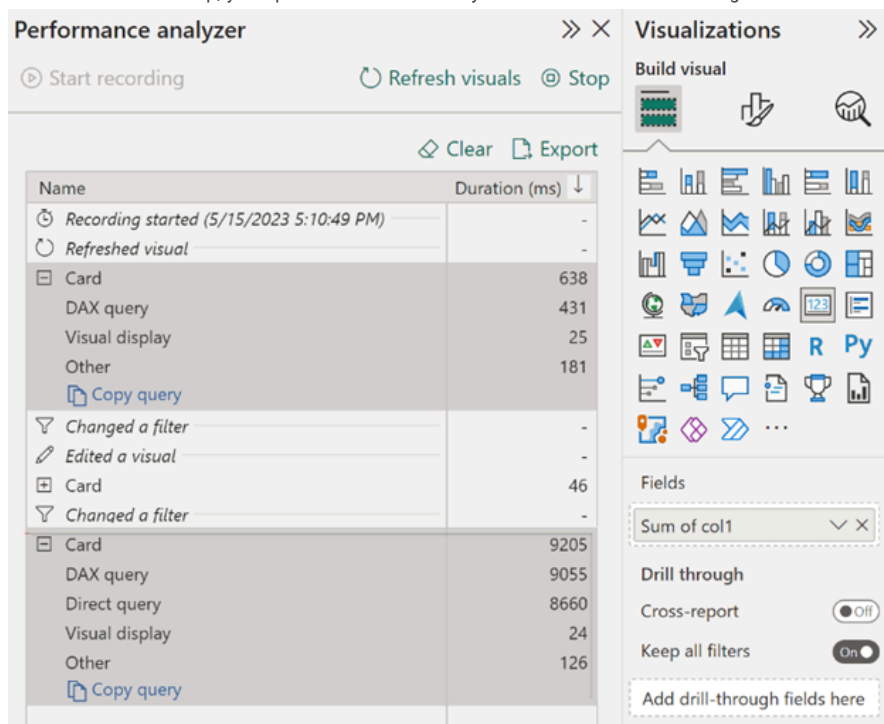 Performance analyzer
Start recording
Refresh visuals
Stop
Clear
Export
Name Duration (ms)
Recording started (5/15/2023 5:10:49 PM) -
Refreshed visual -
Card 638
DAX query 431
Visual display 25
Other 181
Copy query
Changed a filter -
Edited a visual -
Card 46
Changed a filter -
Card 9205
DAX query 9055
Direct query 8660
Visual display 24
Other 126
Copy query
Visualizations
Build visual
123
R Py
Fields
Sum of col1
Drill through
Cross-report Off
Keep all filters On
Add drill-through fields here